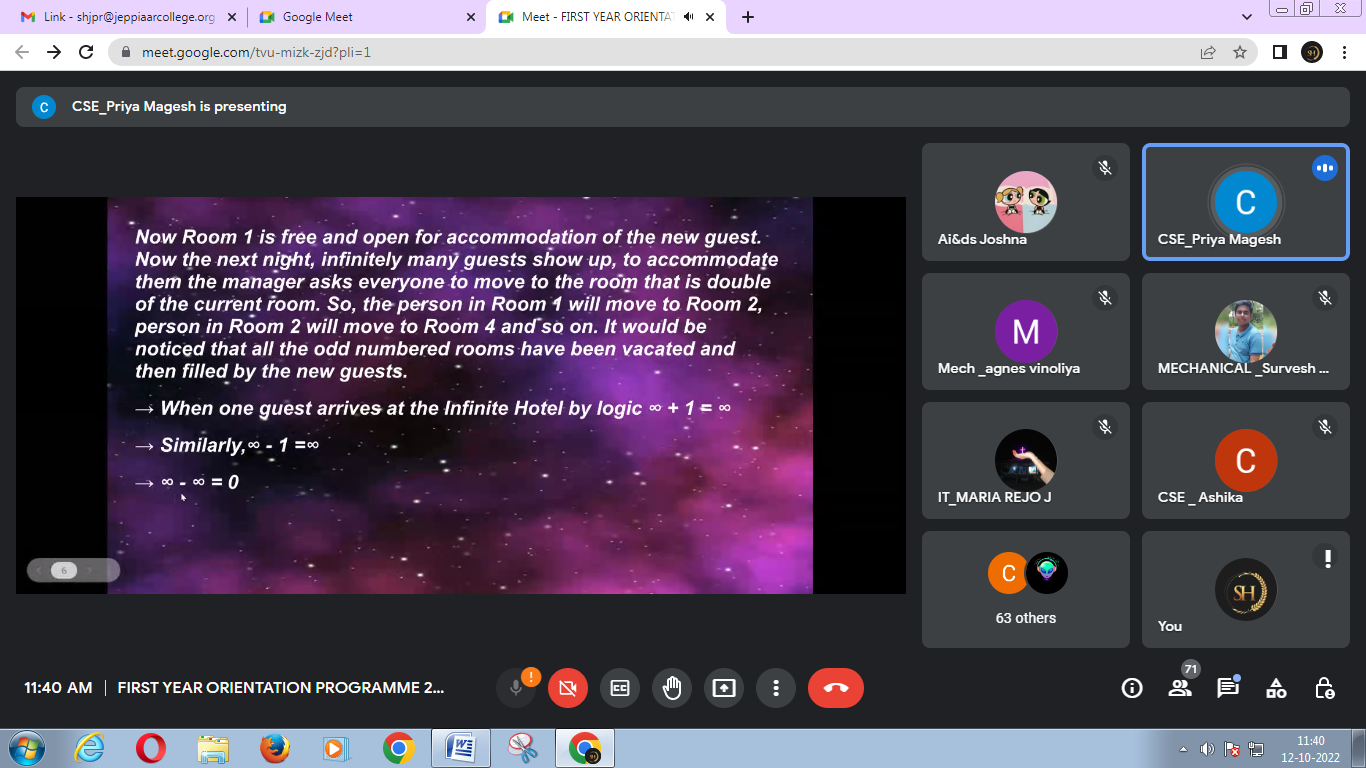 Link - shjpr@jeppiaarcollege.org
Google Meet
Meet - FIRST YEAR ORIENTAT
meet.google.com/tvu-mizk-zjd?pli=1
SH
C
CSE_Priya Magesh is presenting
Now Room 1 is free and open for accommodation of the new guest.
Now the next night, infinitely many guests show up, to accommodate
them the manager asks everyone to move to the room that is double
of the current room. So, the person in Room 1 will move to Room 2,
person in Room 2 will move to Room 4 and so on. It would be
noticed that all the odd numbered rooms have been vacated and
then filled by the new guests.
→ When one guest arrives at the Infinite Hotel by logic ∞ + 1 = ∞
→ Similarly,∞ - 1 =∞
→ ∞ - ∞ = 0
6
Ai&ds Joshna
C
CSE_Priya Magesh
M
Mech _agnes vinoliya
MECHANICAL _Survesh ...
IT_MARIA REJO J
C
CSE _ Ashika
C
63 others
SH
You
11:40 AM | FIRST YEAR ORIENTATION PROGRAMME 2...
CC
71
11:40
12-10-2022